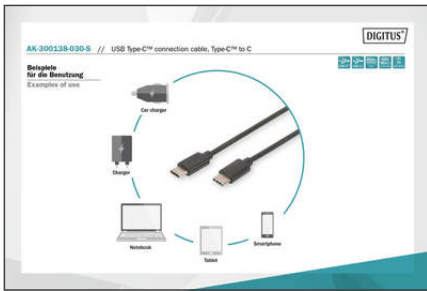 DIGITUS®
AK-300138-030-S // USB Type-C™ connection cable, Type-C™ to C
Beispiele
für die Benutzung
Examples of use
Car charger
Charger
Notebook
Tablet
Smartphone